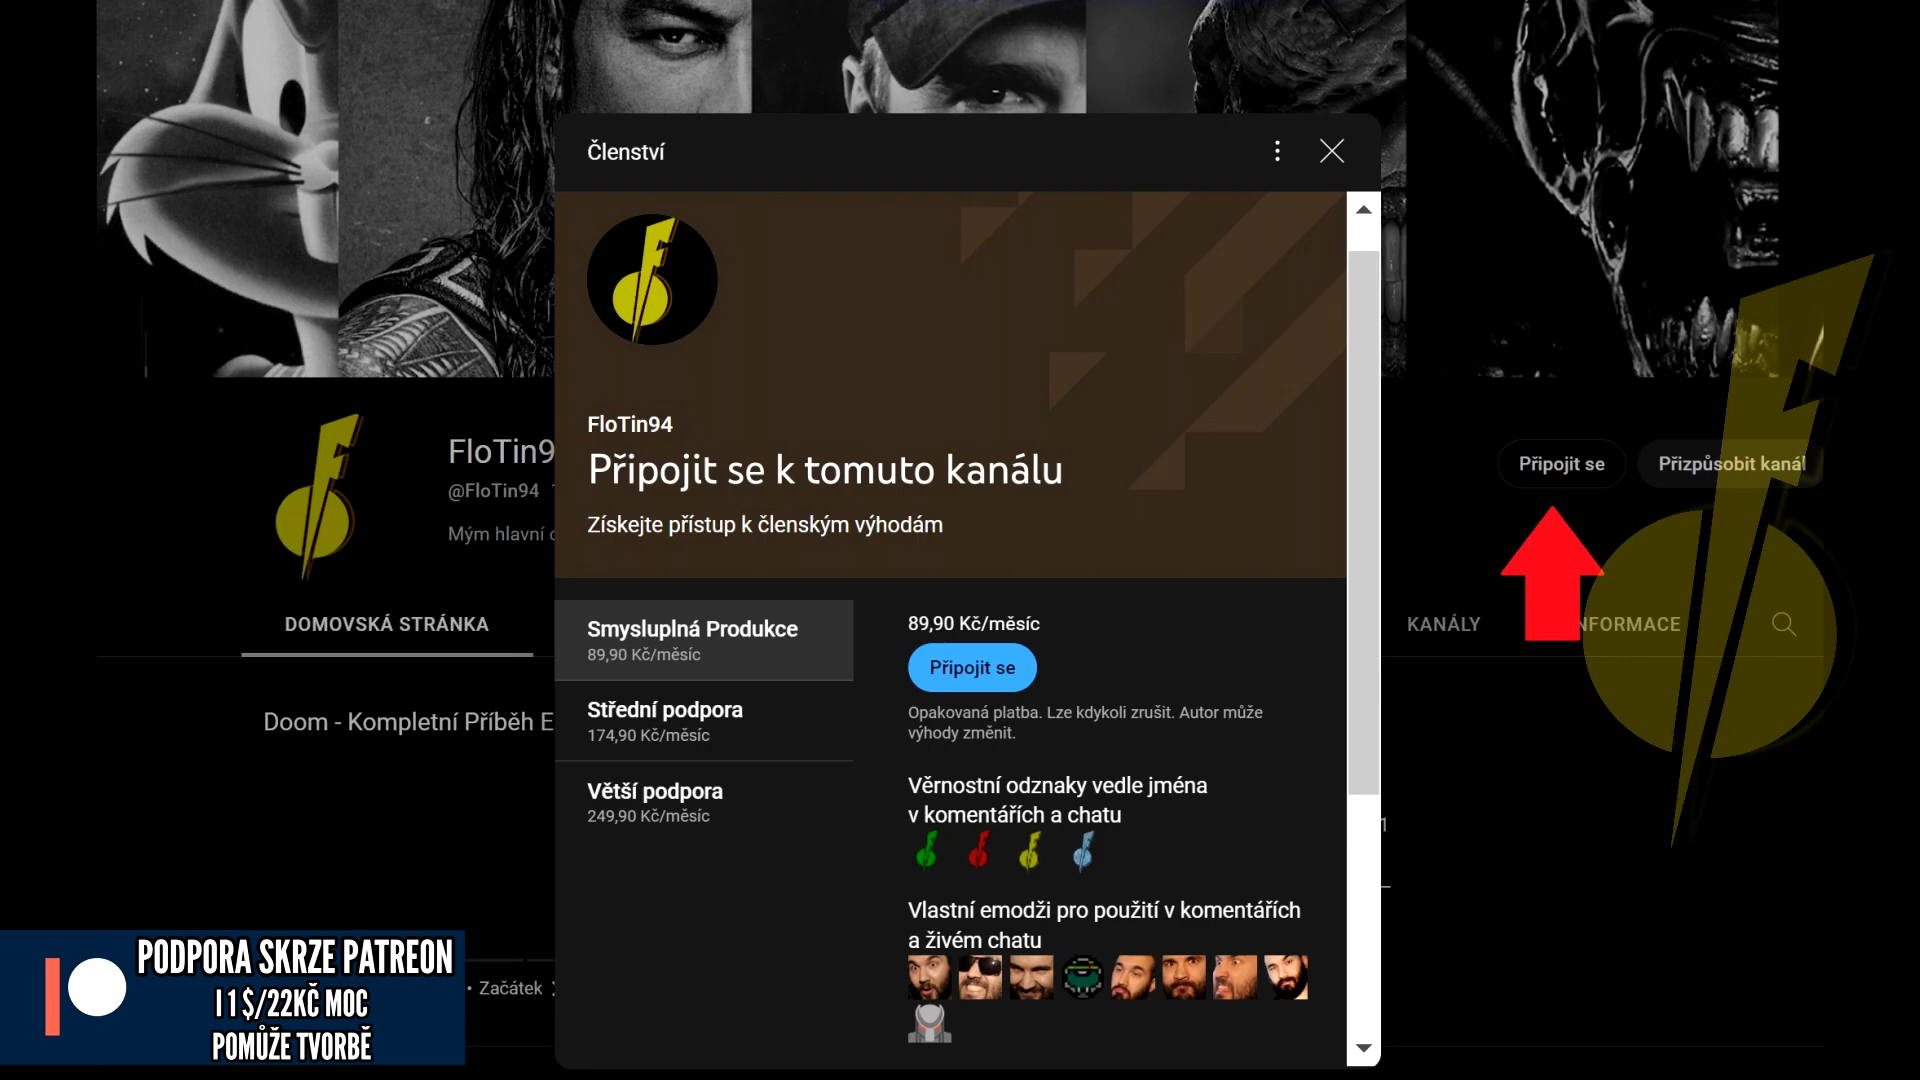 Členství
FloTin94
Připojit se k tomuto kanálu
Získejte přístup k členským výhodám
Smysluplná Produkce
89,90 Kč/měsíc
Střední podpora
174,90 Kč/měsíc
Větší podpora
249,90 Kč/měsíc
89,90 Kč/měsíc
Připojit se
Opakovaná platba. Lze kdykoli zrušit. Autor může
výhody změnit.
Věrnostní odznaky vedle jména
v komentářích a chatu
Vlastní emodži pro použití v komentářích
a živém chatu
FloTin9
@FloTin94
Mým hlavní
Připojit se
Přizpůsobit kanál
DOMOVSKÁ STRÁNKA
KANÁLY
NFORMACE
Doom - Kompletní Příběh E
1
• Začátek
PODPORA SKRZE PATREON
I 1 $/22KČ MOC
POMŮŽE TVORBĚ